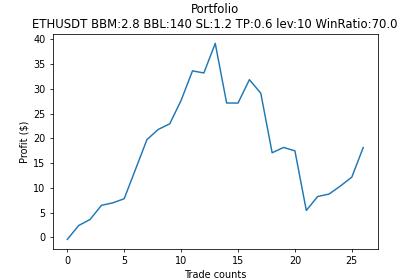 Portfolio
ETHUSDT BBM:2.8 BBL:140 SL:1.2 TP:0.6 lev:10 WinRatio:70.0
40
35
30
25
20
15
10
5
0
Profit ($)
0 5 10 15 20 25
Trade counts